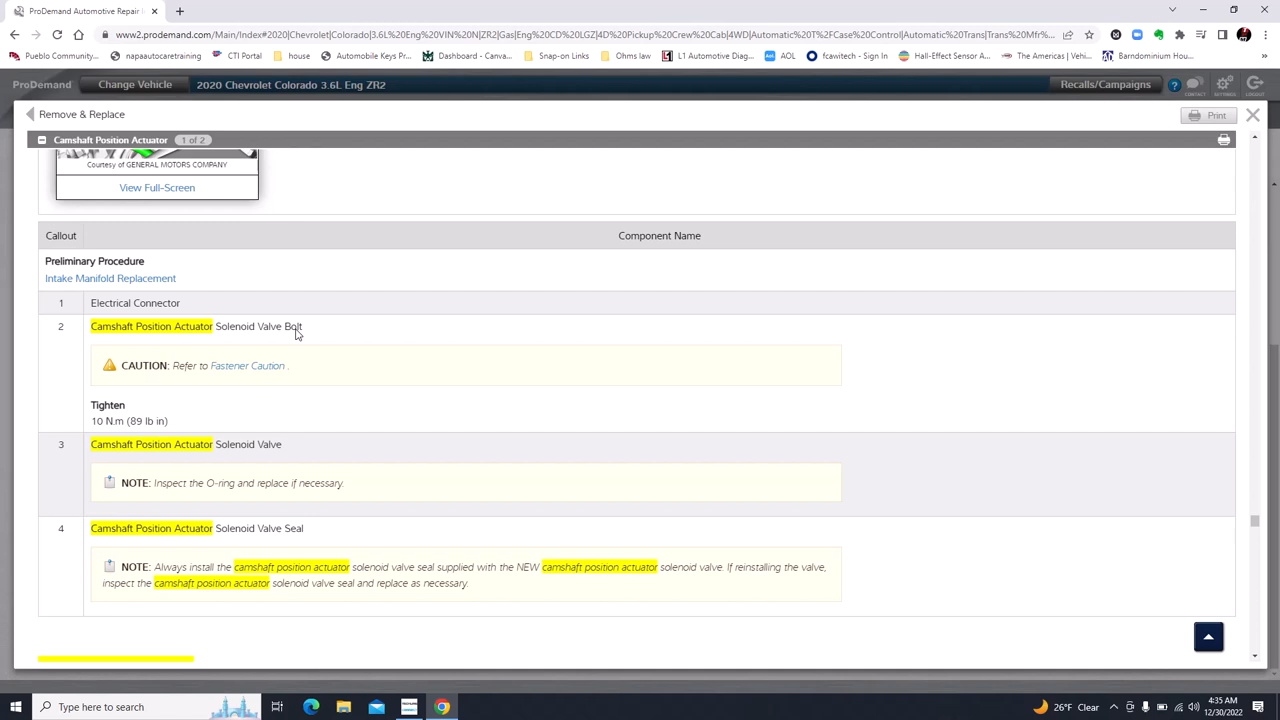 ProDemand Automotive Repair I
www2.prodemand.com/Main/Index#2020|Chevrolet|Colorado|3.6L%20Eng%20VIN%20N|ZR2|Gas|Eng%20CD%20LGZ|4D%20Pickup%20Crew%20Cab|4WD|Automatic%20T%2FCase%20Control|Automatic%20Trans|Trans%20Mfr%...
Pueblo Community... napaautocaretraining CTI Portal house Automobile Keys Pr... Dashboard - Canva... Snap-on Links Ohms law L1 Automotive Diag... Aol. AOL fcawitech - Sign In Hall-Effect Sensor A... The Americas | Vehi... Barndominium Hou... »
ProDemand Change Vehicle 2020 Chevrolet Colorado 3.6L Eng ZR2 Recalls/Campaigns ? CONTACT SETTINGS LOGOUT
Remove & Replace Print
Camshaft Position Actuator 1 of 2
Courtesy of GENERAL MOTORS COMPANY
View Full-Screen
Callout Component Name
Preliminary Procedure
Intake Manifold Replacement
1 Electrical Connector
2 Camshaft Position Actuator Solenoid Valve Bolt
CAUTION: Refer to Fastener Caution .
Tighten
10 N.m (89 lb in)
3 Camshaft Position Actuator Solenoid Valve
NOTE: Inspect the O-ring and replace if necessary.
4 Camshaft Position Actuator Solenoid Valve Seal
NOTE: Always install the camshaft position actuator solenoid valve seal supplied with the NEW camshaft position actuator solenoid valve. If reinstalling the valve,
inspect the camshaft position actuator solenoid valve seal and replace as necessary.
Type here to search 26°F Clear 4:35 AM
12/30/2022